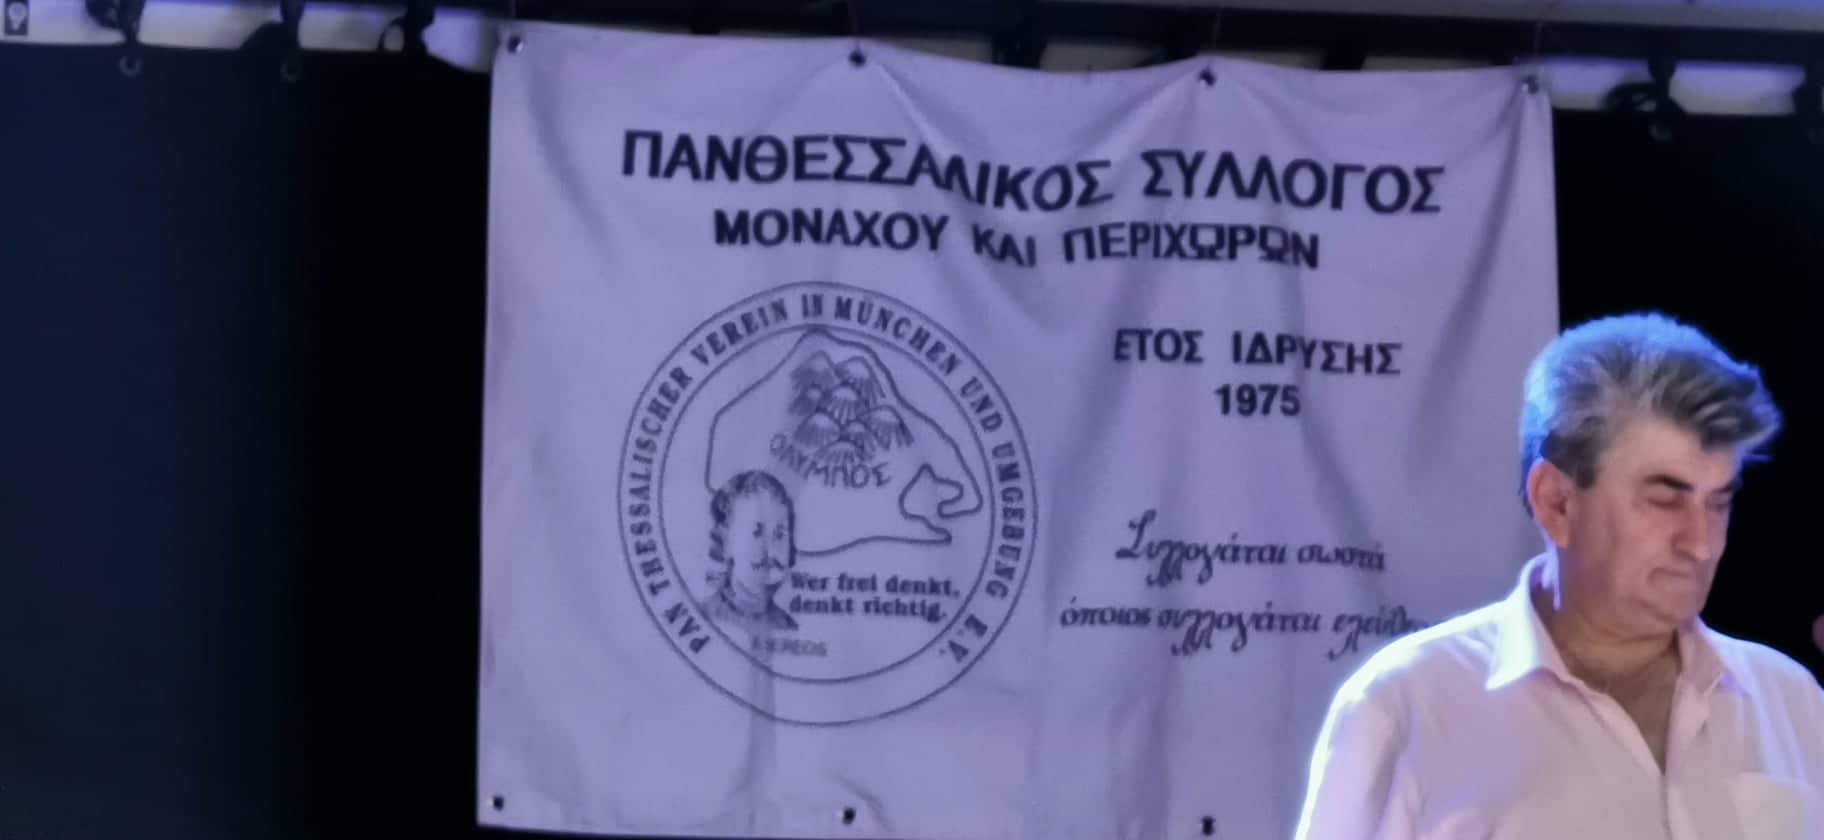 ΠΑΝΘΕΣΣΑΛΙΚΟΣ ΣΥΛΛΟΓΟΣ
ΜΟΝΑΧΟΥ ΚΑΙ ΠΕΡΙΧΩΡΩΝ
PAN THESSALISCHER VEREIN IN MÜNCHEN UND UMGEBUNG E.V.
ΟΛΥΜΠΟΣ
Wer frei denkt,
denkt richtig.
ΕΤΟΣ ΙΔΡΥΣΗΣ
1975
Συλλογάται σωστά
όποιος συλλογάται